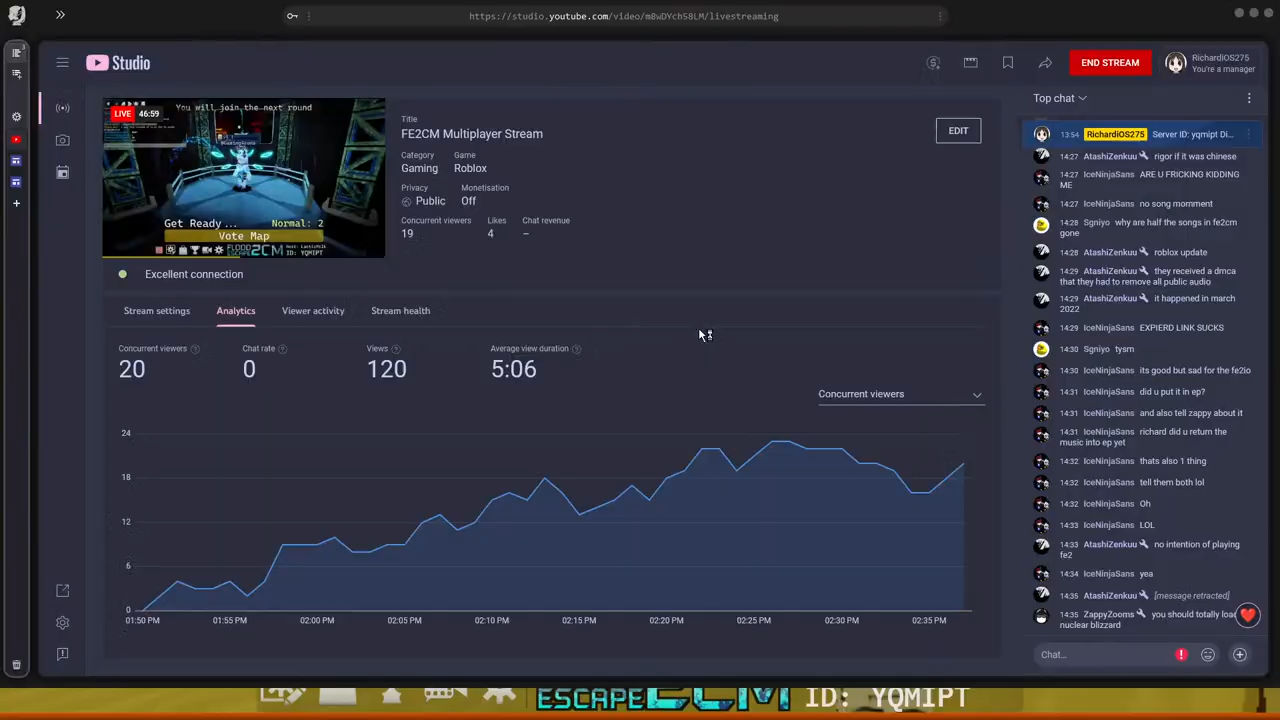 https://studio.youtube.com/video/m8wDYch58LM/livestreaming
Studio
END STREAM
RichardIOS275
You're a manager
LIVE 46:59
You will join the next round
Get Ready... Normal: 2
Vote Map
FLOOD
ESCAPE 2CM
ID: YQMIPT
Title
FE2CM Multiplayer Stream
EDIT
Category Game
Gaming Roblox
Privacy Monetisation
Public Off
Concurrent viewers Likes Chat revenue
19 4 –
Excellent connection
Stream settings Analytics Viewer activity Stream health
Concurrent viewers Chat rate Views Average view duration
20 0 120 5:06
Concurrent viewers
24
18
12
6
0
01:50 PM 01:55 PM 02:00 PM 02:05 PM 02:10 PM 02:15 PM 02:20 PM 02:25 PM 02:30 PM 02:35 PM
Top chat
13:54 RichardIOS275 Server ID: yqmipt Di...
14:27 AtashiZenkuu rigor if it was chinese
14:27 IceNinjaSans ARE U FRICKING KIDDING
ME
14:27 IceNinjaSans no song momment
14:28 Sgniyo why are half the songs in fe2cm
gone
14:28 AtashiZenkuu roblox update
14:29 AtashiZenkuu they received a dmca
that they had to remove all public audio
14:29 AtashiZenkuu it happened in march
2022
14:29 IceNinjaSans EXPIERD LINK SUCKS
14:30 Sgniyo tysm
14:30 IceNinjaSans its good but sad for the fe2io
14:31 IceNinjaSans did u put it in ep?
14:31 IceNinjaSans and also tell zappy about it
14:31 IceNinjaSans richard did u return the
music into ep yet
14:32 IceNinjaSans thats also 1 thing
14:32 IceNinjaSans tell them both lol
14:32 IceNinjaSans Oh
14:33 IceNinjaSans LOL
14:33 AtashiZenkuu no intention of playing
fe2
14:34 IceNinjaSans yea
14:35 AtashiZenkuu [message retracted]
14:35 ZappyZooms you should totally loa
nuclear blizzard
Chat...
ESCAPE 2CM ID: YQMIPT